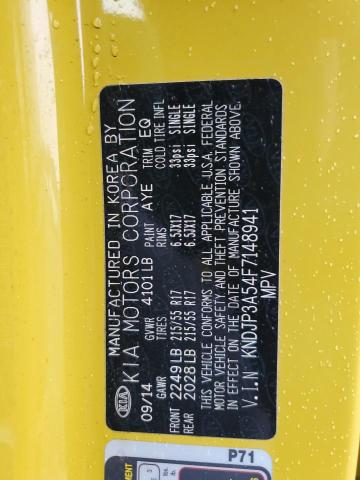 MANUFACTURED IN KOREA BY
KIA KIA MOTORS CORPORATION
09/14 GVWR 4101LB PAINT AYE TRIM EQ
GAWR TIRES RIMS COLD TIRE INFL
FRONT 2249LB 215/55 R17 6.5JX17 33psi SINGLE
REAR 2028LB 215/55 R17 6.5JX17 33psi SINGLE
THIS VEHICLE CONFORMS TO ALL APPLICABLE U.S.A. FEDERAL
MOTOR VEHICLE SAFETY AND THEFT PREVENTION STANDARDS
IN EFFECT ON THE DATE OF MANUFACTURE SHOWN ABOVE.
V.I.N KNDJP3A54F7148941
MPV
P71